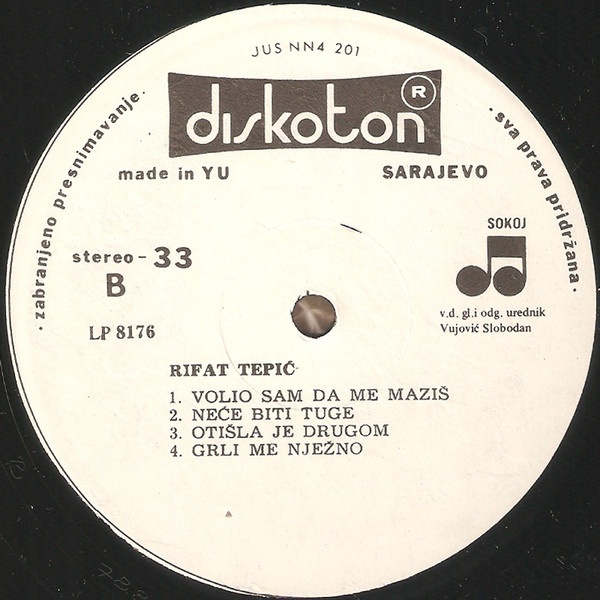 JUS NN4 201
diskoton ®
made in YU
SARAJEVO
· zabranjeno presnimavanje ·
· sva prava pridržana ·
stereo - 33
B
LP 8176
SOKOJ
v.d. gl.i odg. urednik
Vujović Slobodan
RIFAT TEPIĆ
1. VOLIO SAM DA ME MAZIŠ
2. NEĆE BITI TUGE
3. OTIŠLA JE DRUGOM
4. GRLI ME NJEŽNO